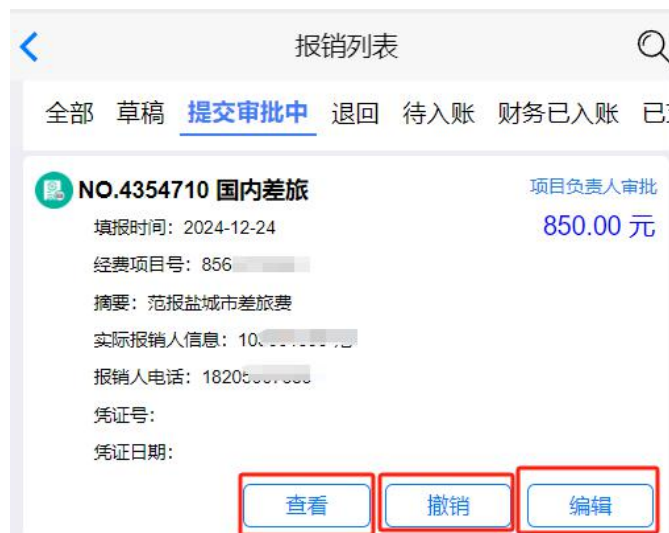 报销列表
全部 草稿 提交审批中 退回 待入账 财务已入账
NO.4354710 国内差旅 项目负责人审批
填报时间：2024-12-24 850.00 元
经费项目号：856
摘要：范报盐城市差旅费
实际报销人信息：10
报销人电话：18205
凭证号：
凭证日期：
查看 撤销 编辑